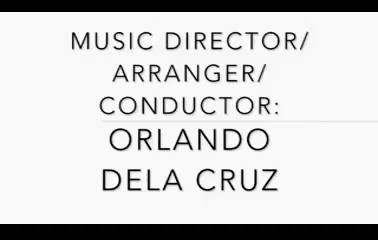 MUSIC DIRECTOR/
ARRANGER/
CONDUCTOR:
ORLANDO
DELA CRUZ